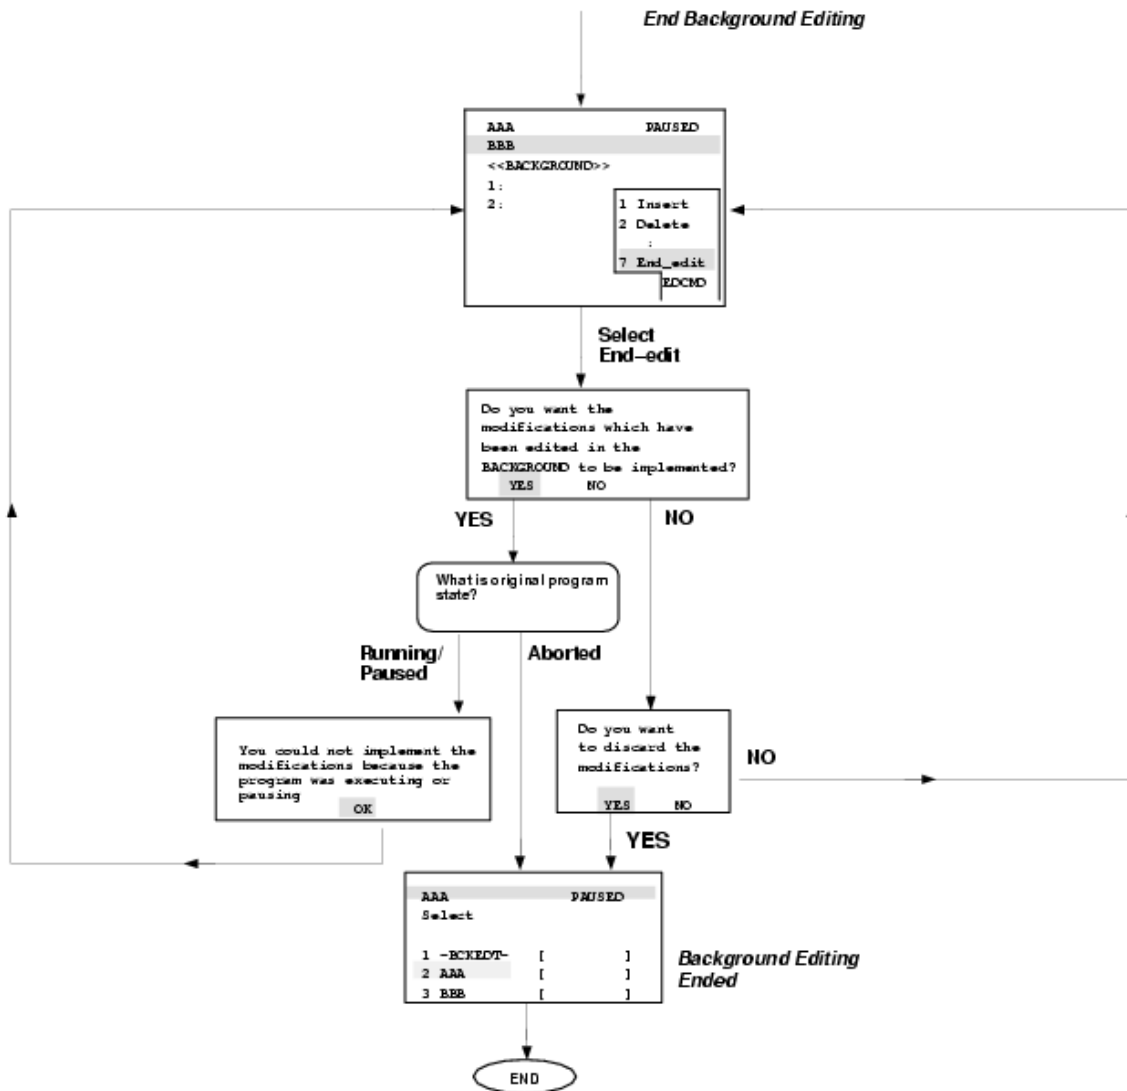 End Background Editing
AAA PAUSED
BBB
<<BACKGROUND>>
1:
2:
1 Insert
2 Delete
:
7 End_edit
EDCMD
Select
End-edit
Do you want the
modifications which have
been edited in the
BACKGROUND to be implemented?
YES NO
YES
NO
What is original program
state?
Running/
Paused
Aborted
You could not implement the
modifications because the
program was executing or
pausing
OK
Do you want
to discard the
modifications?
YES NO
NO
YES
AAA PAUSED
Select
1 -BCKEDT- [ ]
2 AAA [ ]
3 BBB [ ]
Background Editing
Ended
END